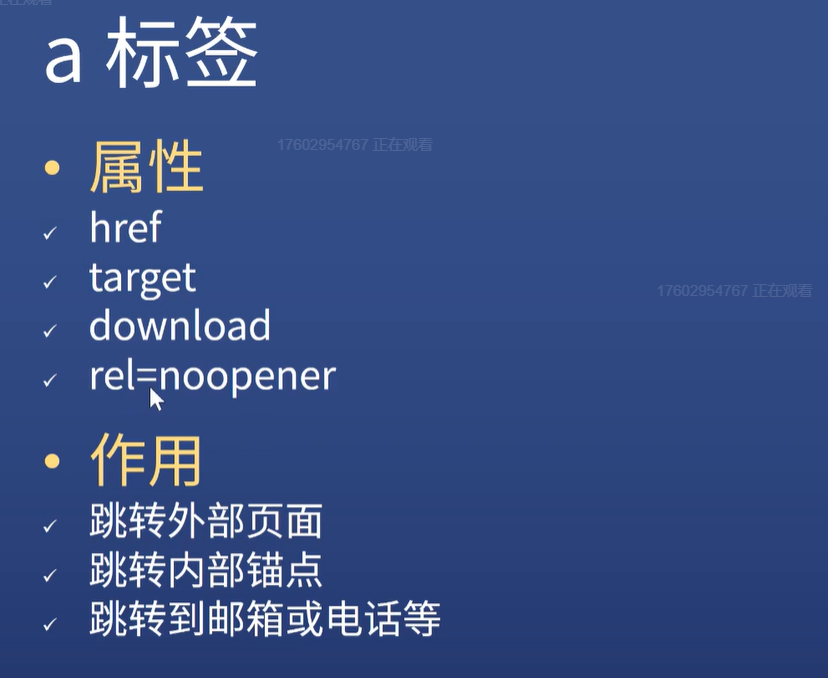 正在观看
a 标签
17602954767 正在观看
• 属性
✓ href
✓ target
17602954767 正在观看
✓ download
✓ rel=noopener
• 作用
✓ 跳转外部页面
✓ 跳转内部锚点
✓ 跳转到邮箱或电话等